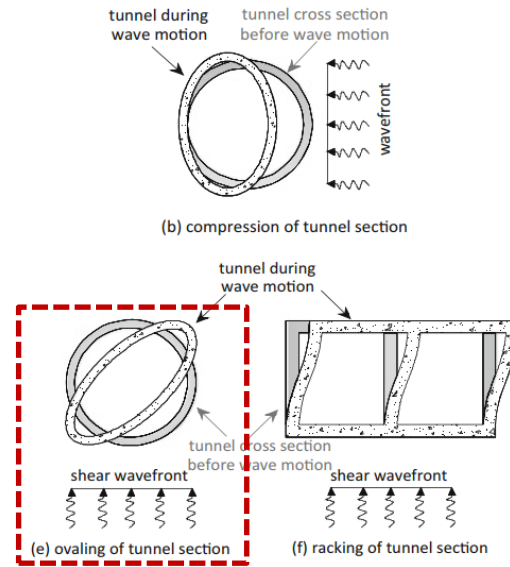 tunnel during
wave motion
tunnel cross section
before wave motion
wavefront
(b) compression of tunnel section
tunnel during
wave motion
tunnel cross section
before wave motion
shear wavefront
shear wavefront
(e) ovaling of tunnel section
(f) racking of tunnel section